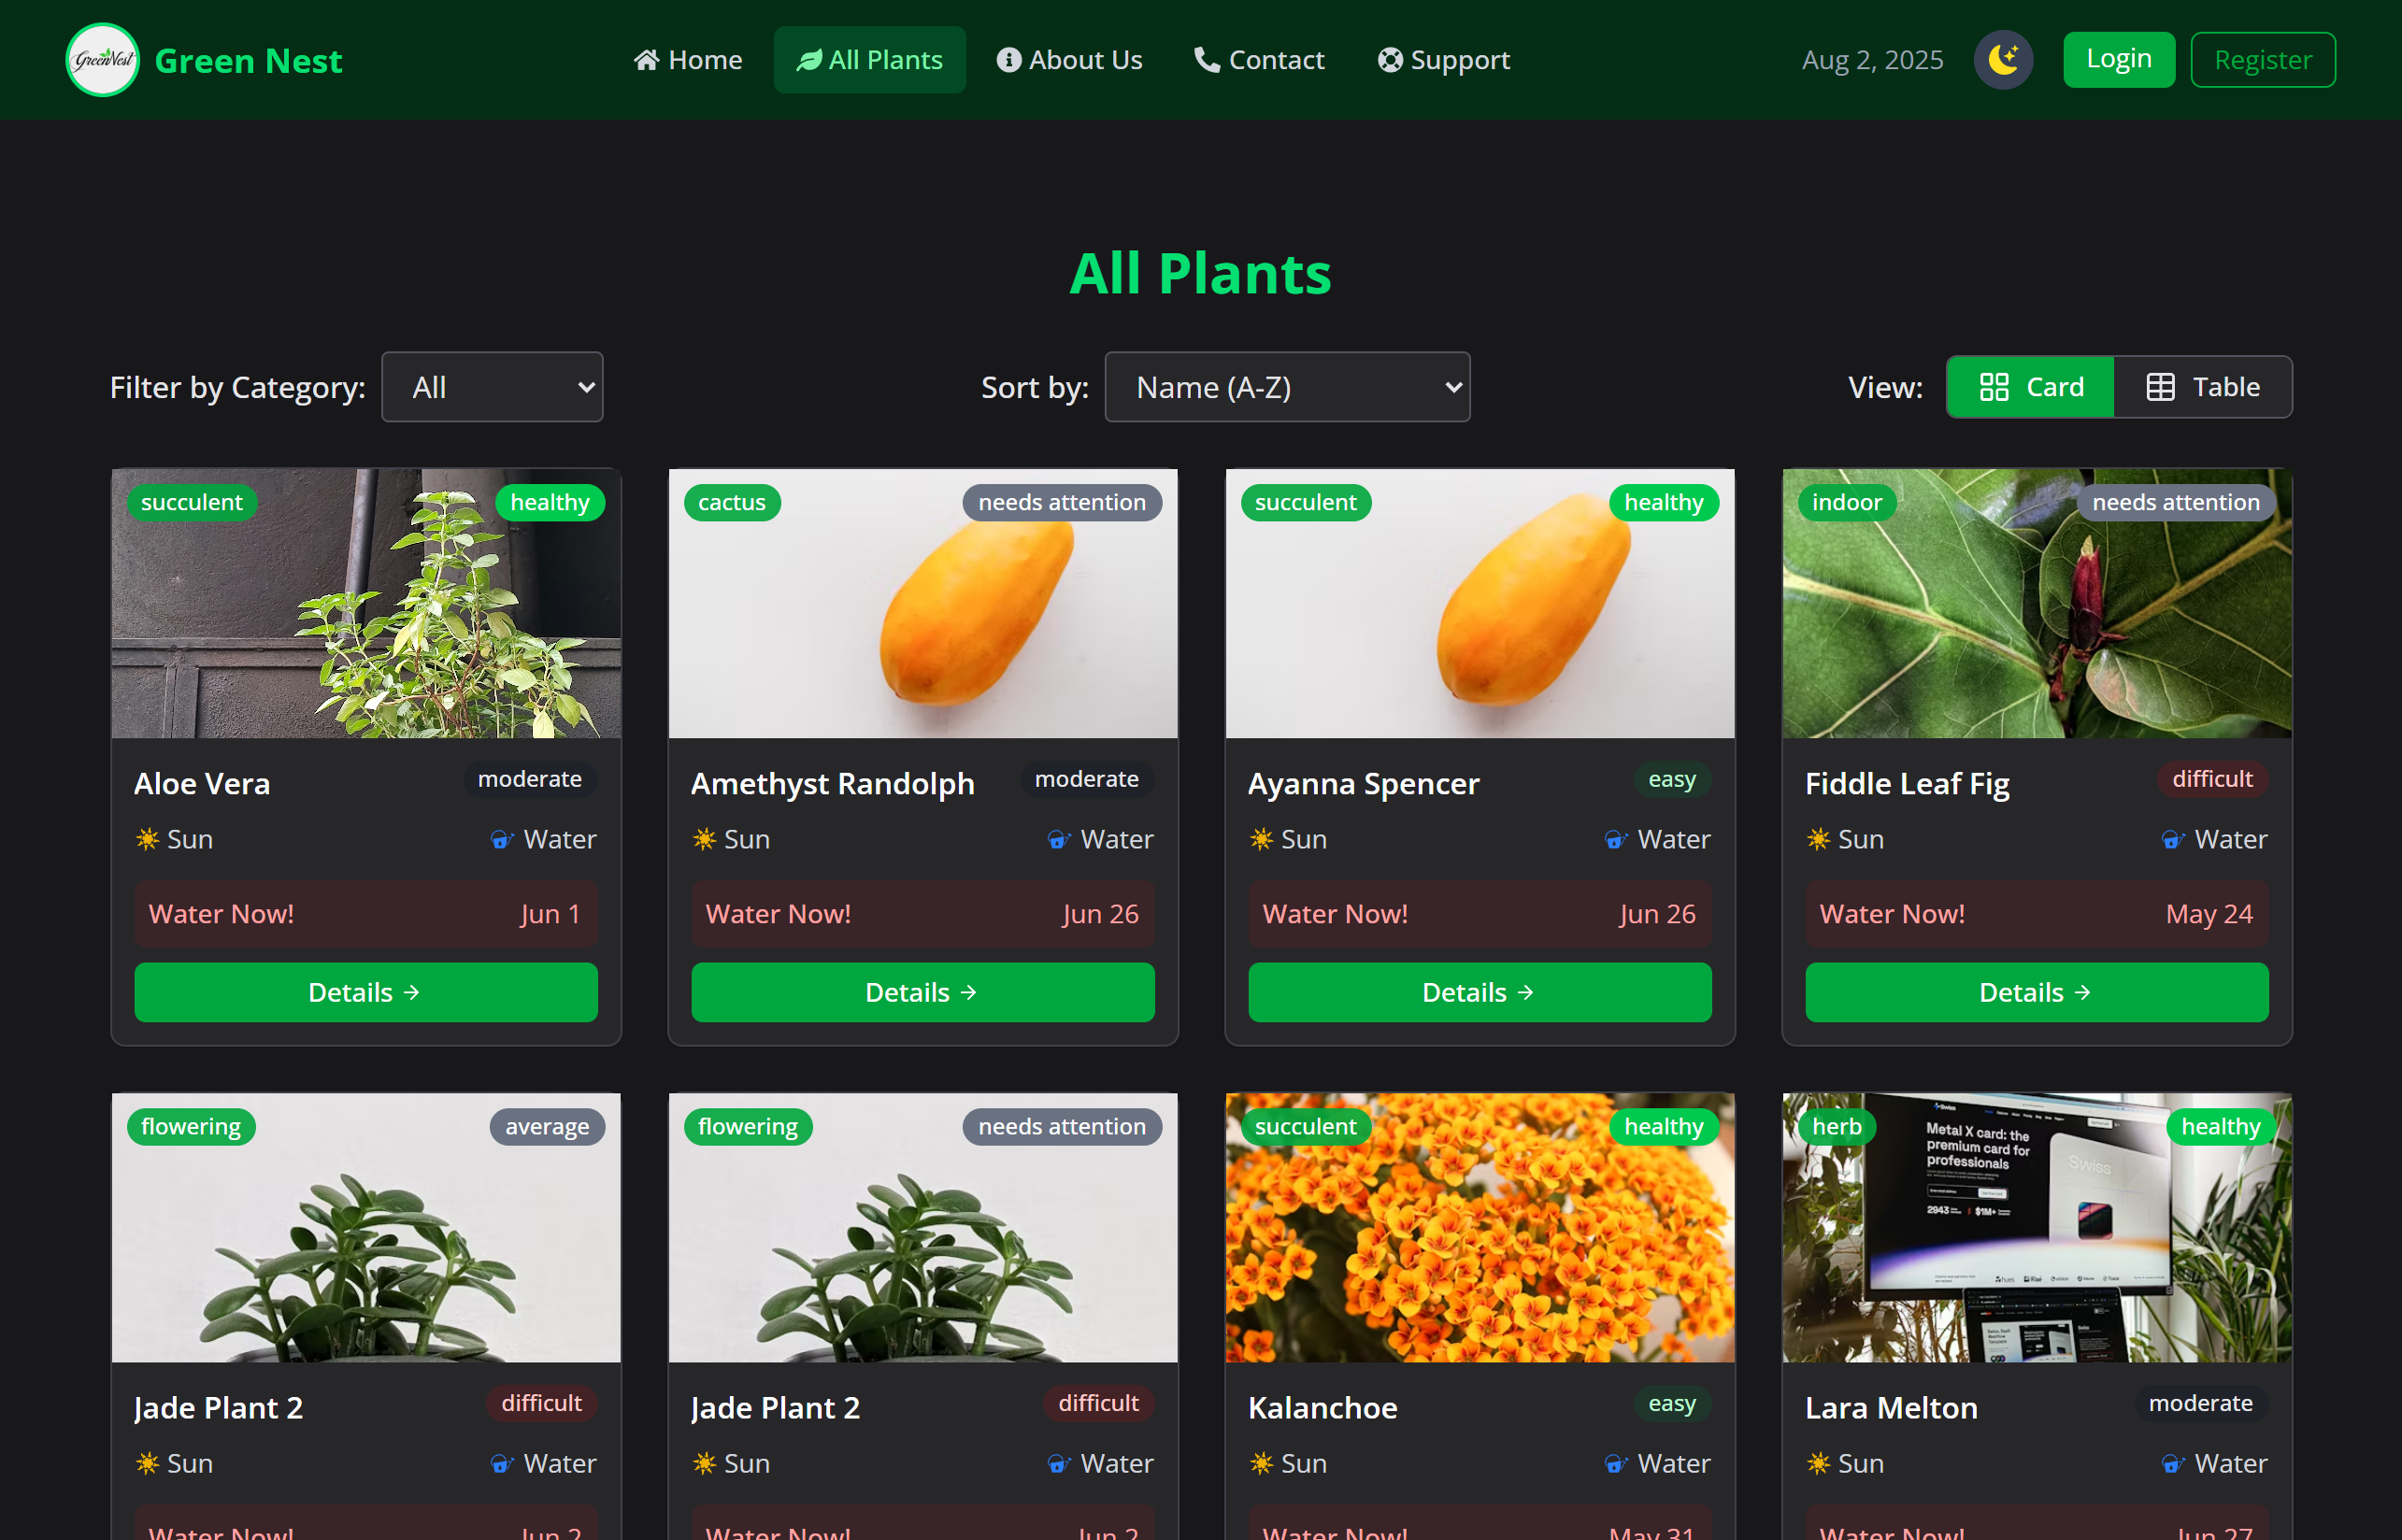 GreenNest
Green Nest
Home
All Plants
About Us
Contact
Support
Aug 2, 2025
Login
Register
All Plants
Filter by Category:
All
Sort by:
Name (A-Z)
View:
Card
Table
succulent
healthy
cactus
needs attention
succulent
healthy
indoor
needs attention
Aloe Vera
moderate
Amethyst Randolph
moderate
Ayanna Spencer
easy
Fiddle Leaf Fig
difficult
Sun
Water
Sun
Water
Sun
Water
Sun
Water
Water Now!
Jun 1
Water Now!
Jun 26
Water Now!
Jun 26
Water Now!
May 24
Details →
Details →
Details →
Details →
flowering
average
flowering
needs attention
succulent
healthy
herb
healthy
Metal X card: the
premium card for
professionals
Swiss
2943
$1M+
Jade Plant 2
difficult
Jade Plant 2
difficult
Kalanchoe
easy
Lara Melton
moderate
Sun
Water
Sun
Water
Sun
Water
Sun
Water
Water Now!
Jun 2
Water Now!
Jun 2
Water Now!
May 31
Water Now!
Jun 27